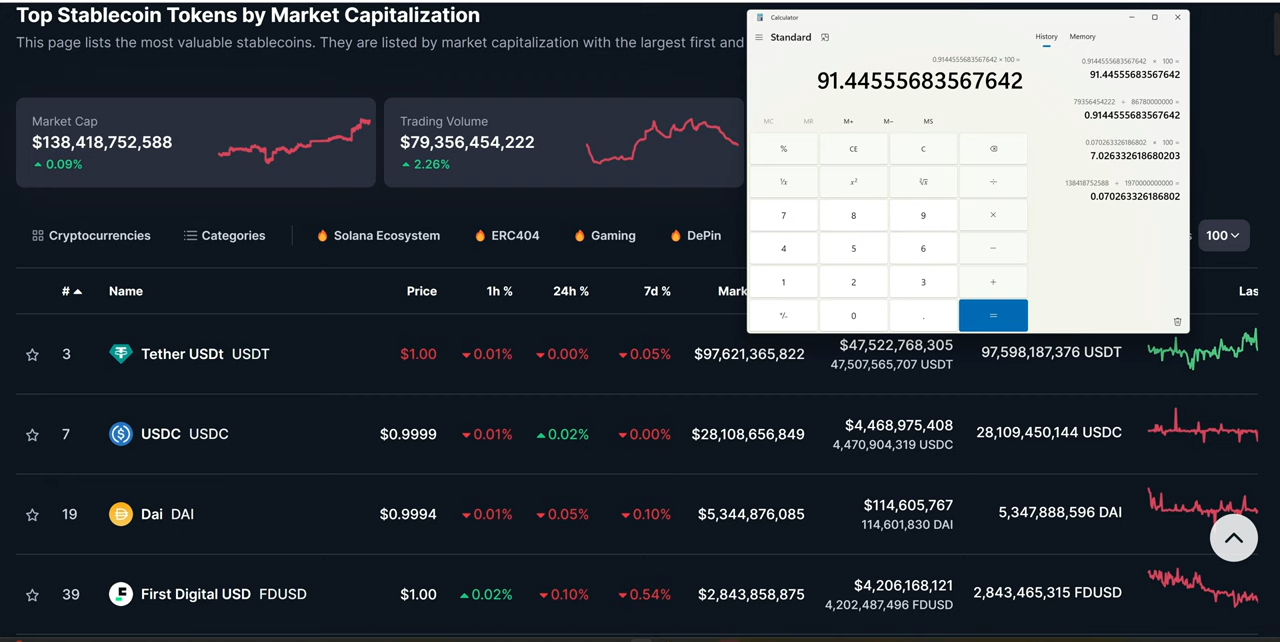 Top Stablecoin Tokens by Market Capitalization
This page lists the most valuable stablecoins. They are listed by market capitalization with the largest first and
Market Cap
$138,418,752,588
0.09%
Trading Volume
$79,356,454,222
2.26%
Calculator
Standard
0.9144555683567642 × 100 =
91.44555683567642
MC MR M+ M- MS
% CE C
⅟x x² ²√x ÷
7 8 9 ×
4 5 6 −
1 2 3 +
+/- 0 . =
History Memory
0.9144555683567642 × 100 =
91.44555683567642
79356454222 ÷ 86780000000 =
0.9144555683567642
0.070263326186802 × 100 =
7.026332618680203
138418752588 ÷ 1970000000000 =
0.070263326186802
Cryptocurrencies Categories Solana Ecosystem ERC404 Gaming DePin 100
# Name Price 1h % 24h % 7d % Mark Las
3 Tether USDt USDT $1.00 0.01% 0.00% 0.05% $97,621,365,822 $47,522,768,305 97,598,187,376 USDT
47,507,565,707 USDT
7 USDC USDC $0.9999 0.01% 0.02% 0.00% $28,108,656,849 $4,468,975,408 28,109,450,144 USDC
4,470,904,319 USDC
19 Dai DAI $0.9994 0.01% 0.05% 0.10% $5,344,876,085 $114,605,767 5,347,888,596 DAI
114,601,830 DAI
39 First Digital USD FDUSD $1.00 0.02% 0.10% 0.54% $2,843,858,875 $4,206,168,121 2,843,465,315 FDUSD
4,202,487,496 FDUSD